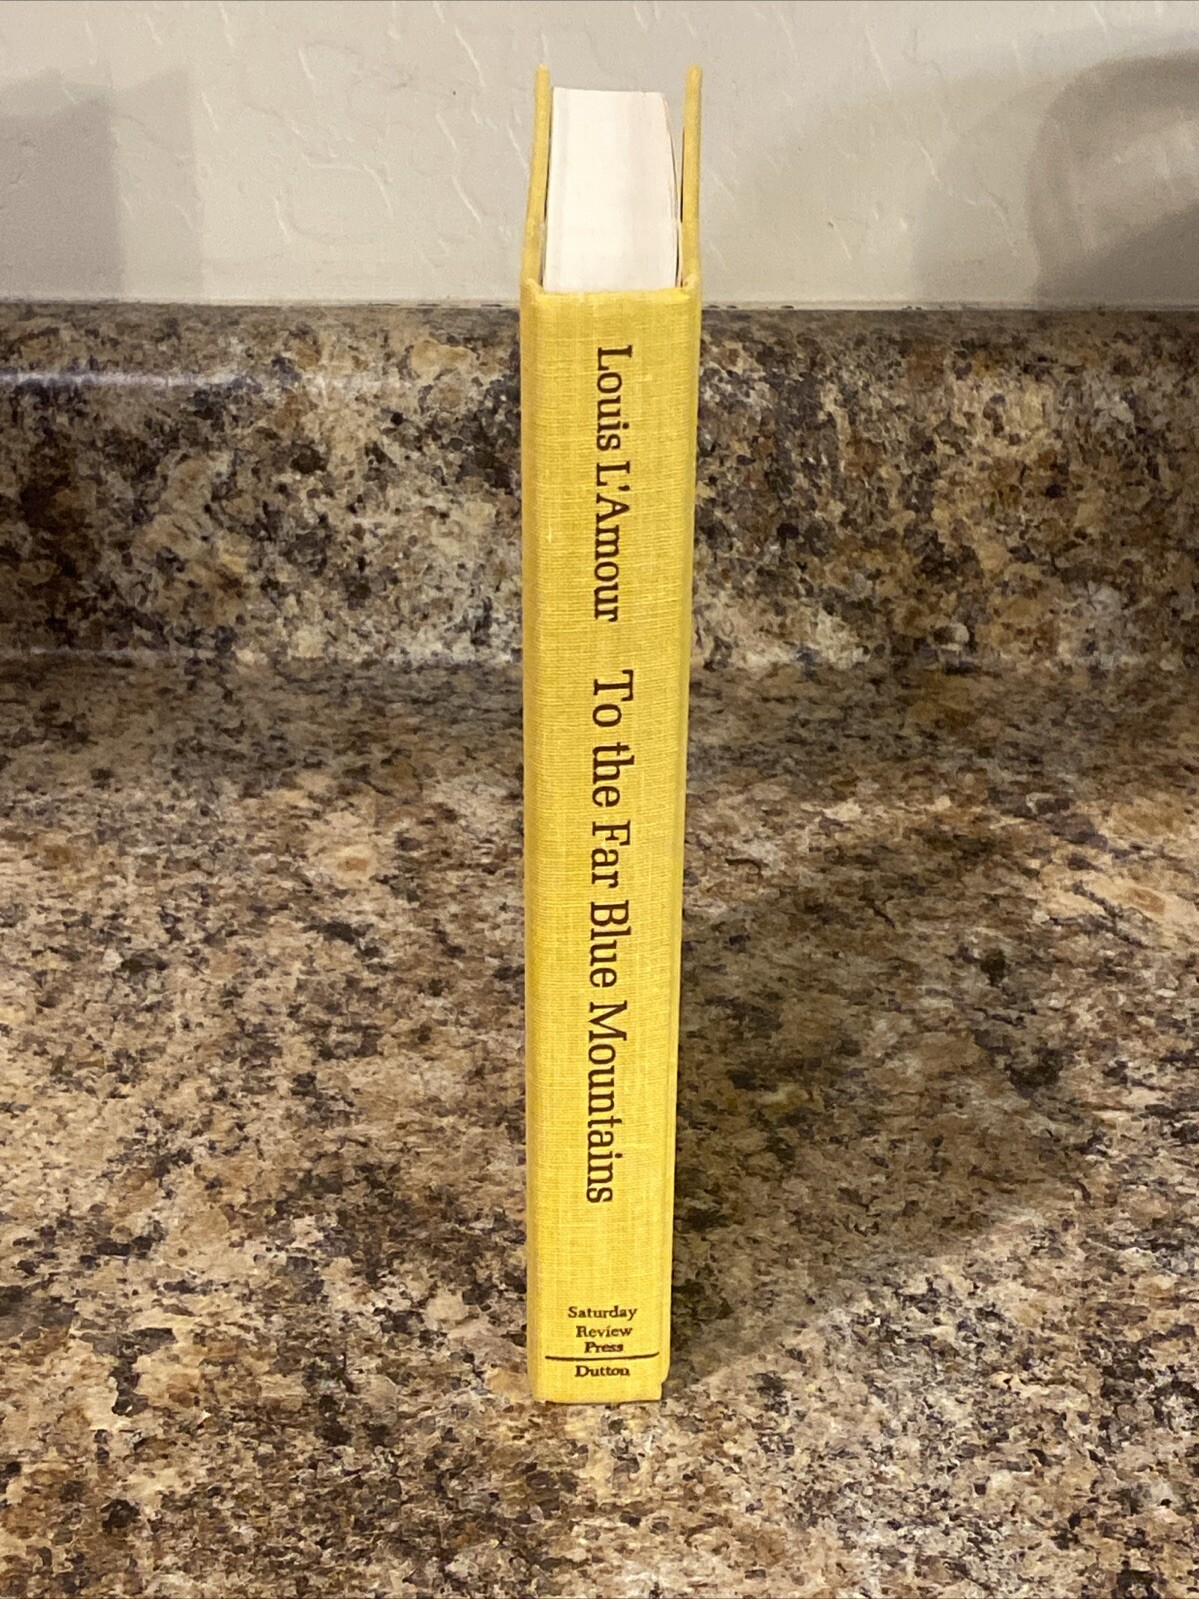 Louis L'Amour To the Far Blue Mountains
Saturday
Review
Press
Dutton